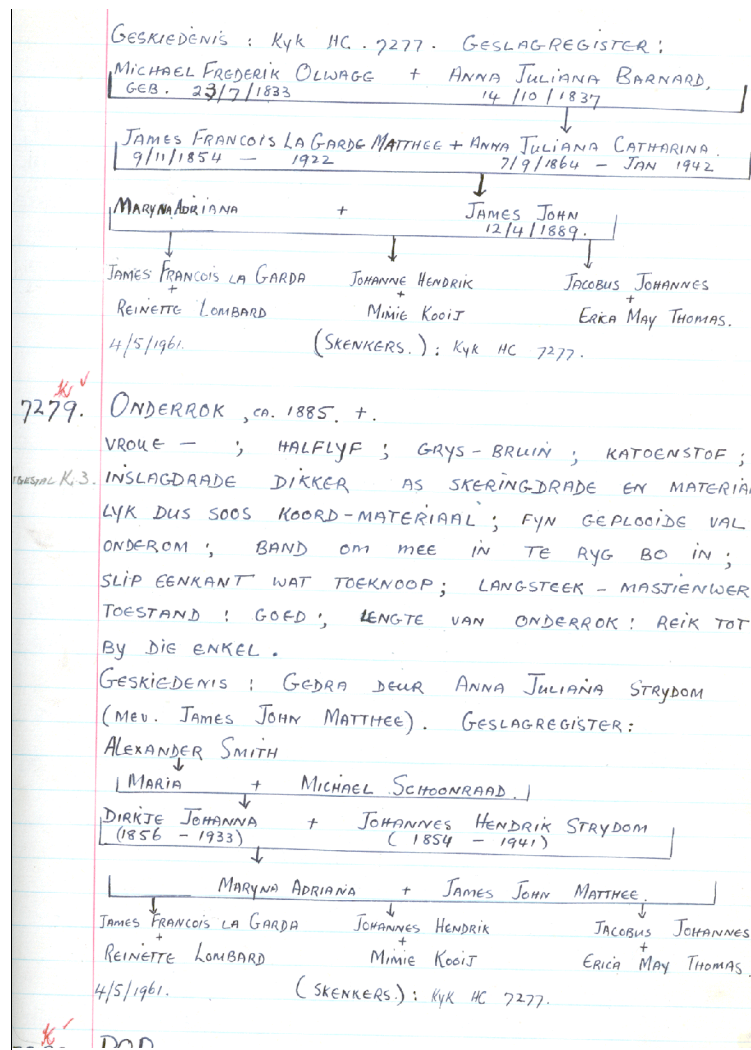 GESKIEDENIS : Kyk HC. 7277. GESLAGREGISTER :
MICHAEL FREDERIK OLWAGE + ANNA JULIANA BARNARD,
GEB. 23/7/1833 14/10/1837
JAMES FRANCOIS LA GARDE MATTHEE + ANNA JULIANA CATHARINA.
9/11/1854 — 1922 7/9/1864 — JAN 1942
MARYNA ADRIANA + JAMES JOHN
12/4/1889.
JAMES FRANCOIS LA GARDA JOHANNE HENDRIK JACOBUS JOHANNES
+ + +
REINETTE LOMBARD MIMIE KOOIJ ERICA MAY THOMAS.
4/5/1961. (SKENKERS.) : Kyk HC 7277.
7279. ONDERROK, CA. 1885. +.
VROUE — ; HALFLYF ; GRYS-BRUIN ; KATOENSTOF ;
K.3. INSLAGDRADE DIKKER AS SKERINGDRADE EN MATERIA
LYK DUS SOOS KOORD-MATERIAAL ; FYN GEPLOOIDE VAL
ONDEROM ; BAND OM MEE IN TE RYG BO IN ;
SLIP EENKANT WAT TOEKNOOP ; LANGSTEEK - MASJIENWER
TOESTAND : GOED ; LENGTE VAN ONDERROK : REIK TOT
BY DIE ENKEL.
GESKIEDENIS : GEDRA DEUR ANNA JULIANA STRYDOM
(MEV. JAMES JOHN MATTHEE). GESLAGREGISTER :
ALEXANDER SMITH
MARIA + MICHAEL SCHOONRAAD.
DIRKJE JOHANNA + JOHANNES HENDRIK STRYDOM
(1856 - 1933) (1854 - 1941)
MARYNA ADRIANA + JAMES JOHN MATTHEE.
JAMES FRANCOIS LA GARDA JOHANNES HENDRIK JACOBUS JOHANNES
+ + +
REINETTE LOMBARD MIMIE KOOIJ ERICA MAY THOMAS.
4/5/1961. (SKENKERS.) : KYK HC 7277.